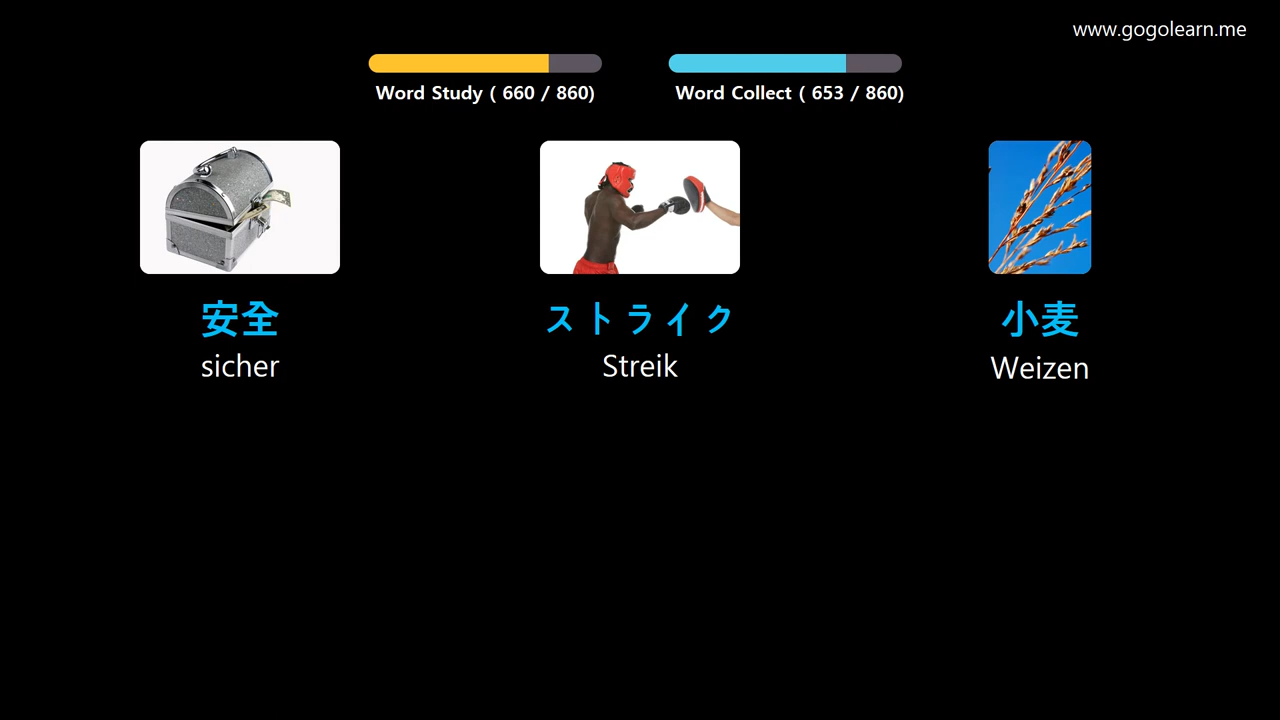 www.gogolearn.me
Word Study ( 660 / 860)
Word Collect ( 653 / 860)
安全
sicher
ストライク
Streik
小麦
Weizen